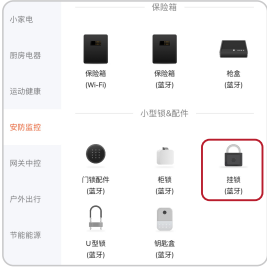 小家电
厨房电器
运动健康
安防监控
网关中控
户外出行
节能能源
保险箱
保险箱
(Wi-Fi)
保险箱
(蓝牙)
枪盒
(蓝牙)
小型锁&配件
门锁配件
(蓝牙)
柜锁
(蓝牙)
挂锁
(蓝牙)
U型锁
(蓝牙)
钥匙盒
(蓝牙)